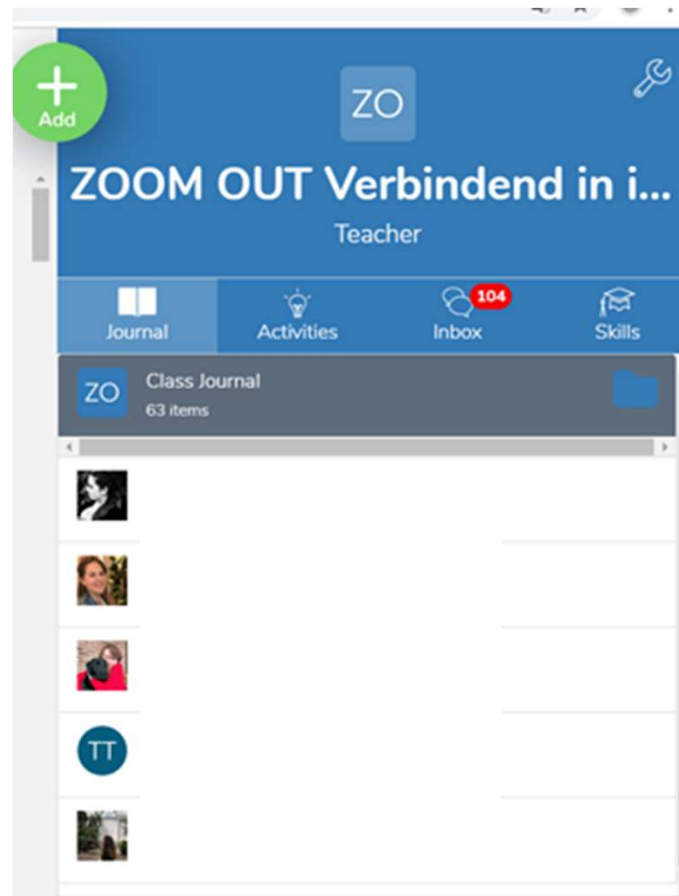 Add
ZO
ZOOM OUT Verbindend in i...
Teacher
Journal
Activities
Inbox
104
Skills
ZO
Class Journal
63 items
TT